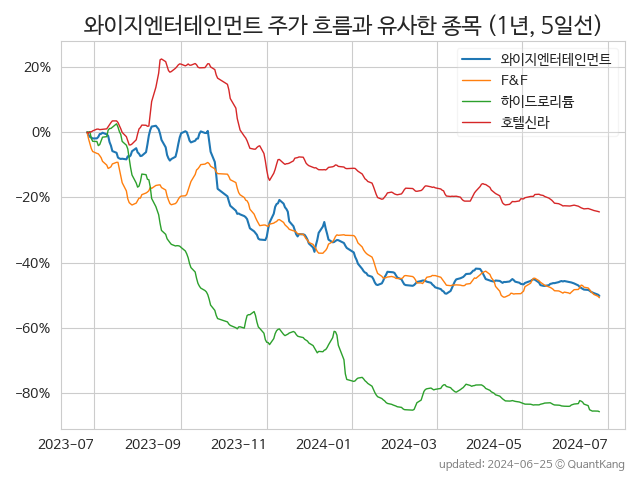 와이지엔터테인먼트 주가 흐름과 유사한 종목 (1년, 5일선)
와이지엔터테인먼트
F&F
하이드로리튬
호텔신라
20%
0%
−20%
−40%
−60%
−80%
2023-07 2023-09 2023-11 2024-01 2024-03 2024-05 2024-07
updated: 2024-06-25 © QuantKang